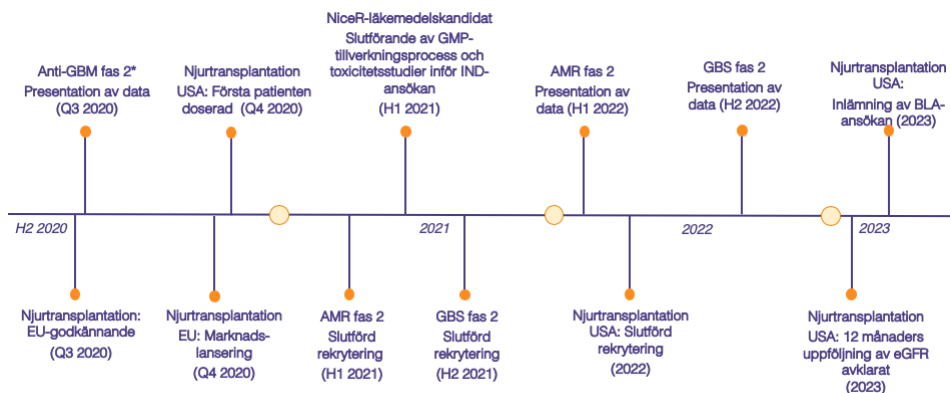 NiceR-läkemedelskandidat
Slutförande av GMP-
tillverkningsprocess och
toxicitetsstudier inför IND-
ansökan
(H1 2021)
Anti-GBM fas 2*
Presentation av data
(Q3 2020)
Njurtransplantation
USA: Första patienten
doserad (Q4 2020)
AMR fas 2
Presentation av
data (H1 2022)
GBS fas 2
Presentation av
data (H2 2022)
Njurtransplantation
USA:
Inlämning av BLA-
ansökan (2023)
H2 2020
2021
2022
2023
Njurtransplantation:
EU-godkännande
(Q3 2020)
Njurtransplantation
EU: Marknads-
lansering
(Q4 2020)
AMR fas 2
Slutförd
rekrytering
(H1 2021)
GBS fas 2
Slutförd
rekrytering
(H2 2021)
Njurtransplantation
USA: Slutförd
rekrytering
(2022)
Njurtransplantation
USA: 12 månaders
uppföljning av eGFR
avklarat
(2023)